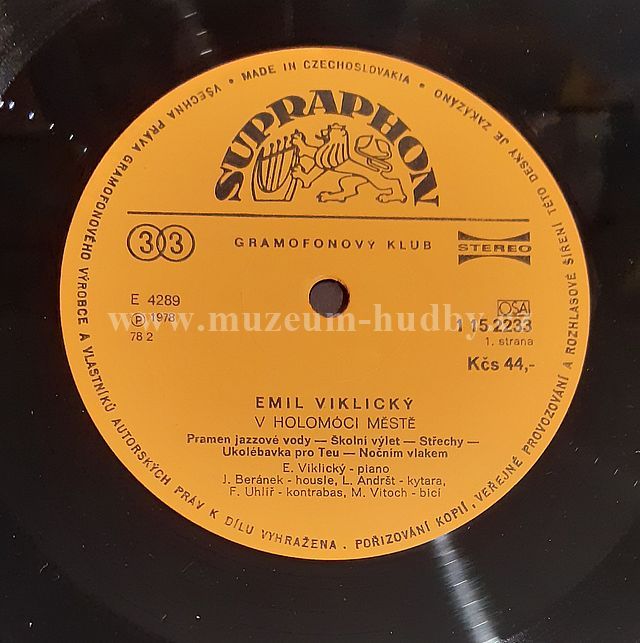 • MADE IN CZECHOSLOVAKIA •
SUPRAPHON
33
GRAMOFONOVÝ KLUB
STEREO
E 4289
℗ 1978
78 2
OSA
1 15 2233
1. strana
Kčs 44,-
www.muzeum-hudby.cz
EMIL VIKLICKÝ
V HOLOMÓCI MĚSTĚ
Pramen jazzové vody — Školní výlet — Střechy —
Ukolébavka pro Teu — Nočním vlakem
E. Viklický - piano
J. Beránek - housle, L. Andršt - kytara,
F. Uhlíř - kontrabas, M. Vitoch - bicí
VŠECHNA PRÁVA GRAMOFONOVÉHO VÝROBCE A VLASTNÍKŮ AUTORSKÝCH PRÁV K DÍLU VYHRAŽENA. POŘIZOVÁNÍ KOPIÍ, VEŘEJNÉ PROVOZOVÁNÍ A ROZHLASOVÉ ŠÍŘENÍ TÉTO DESKY JE ZAKÁZÁNO